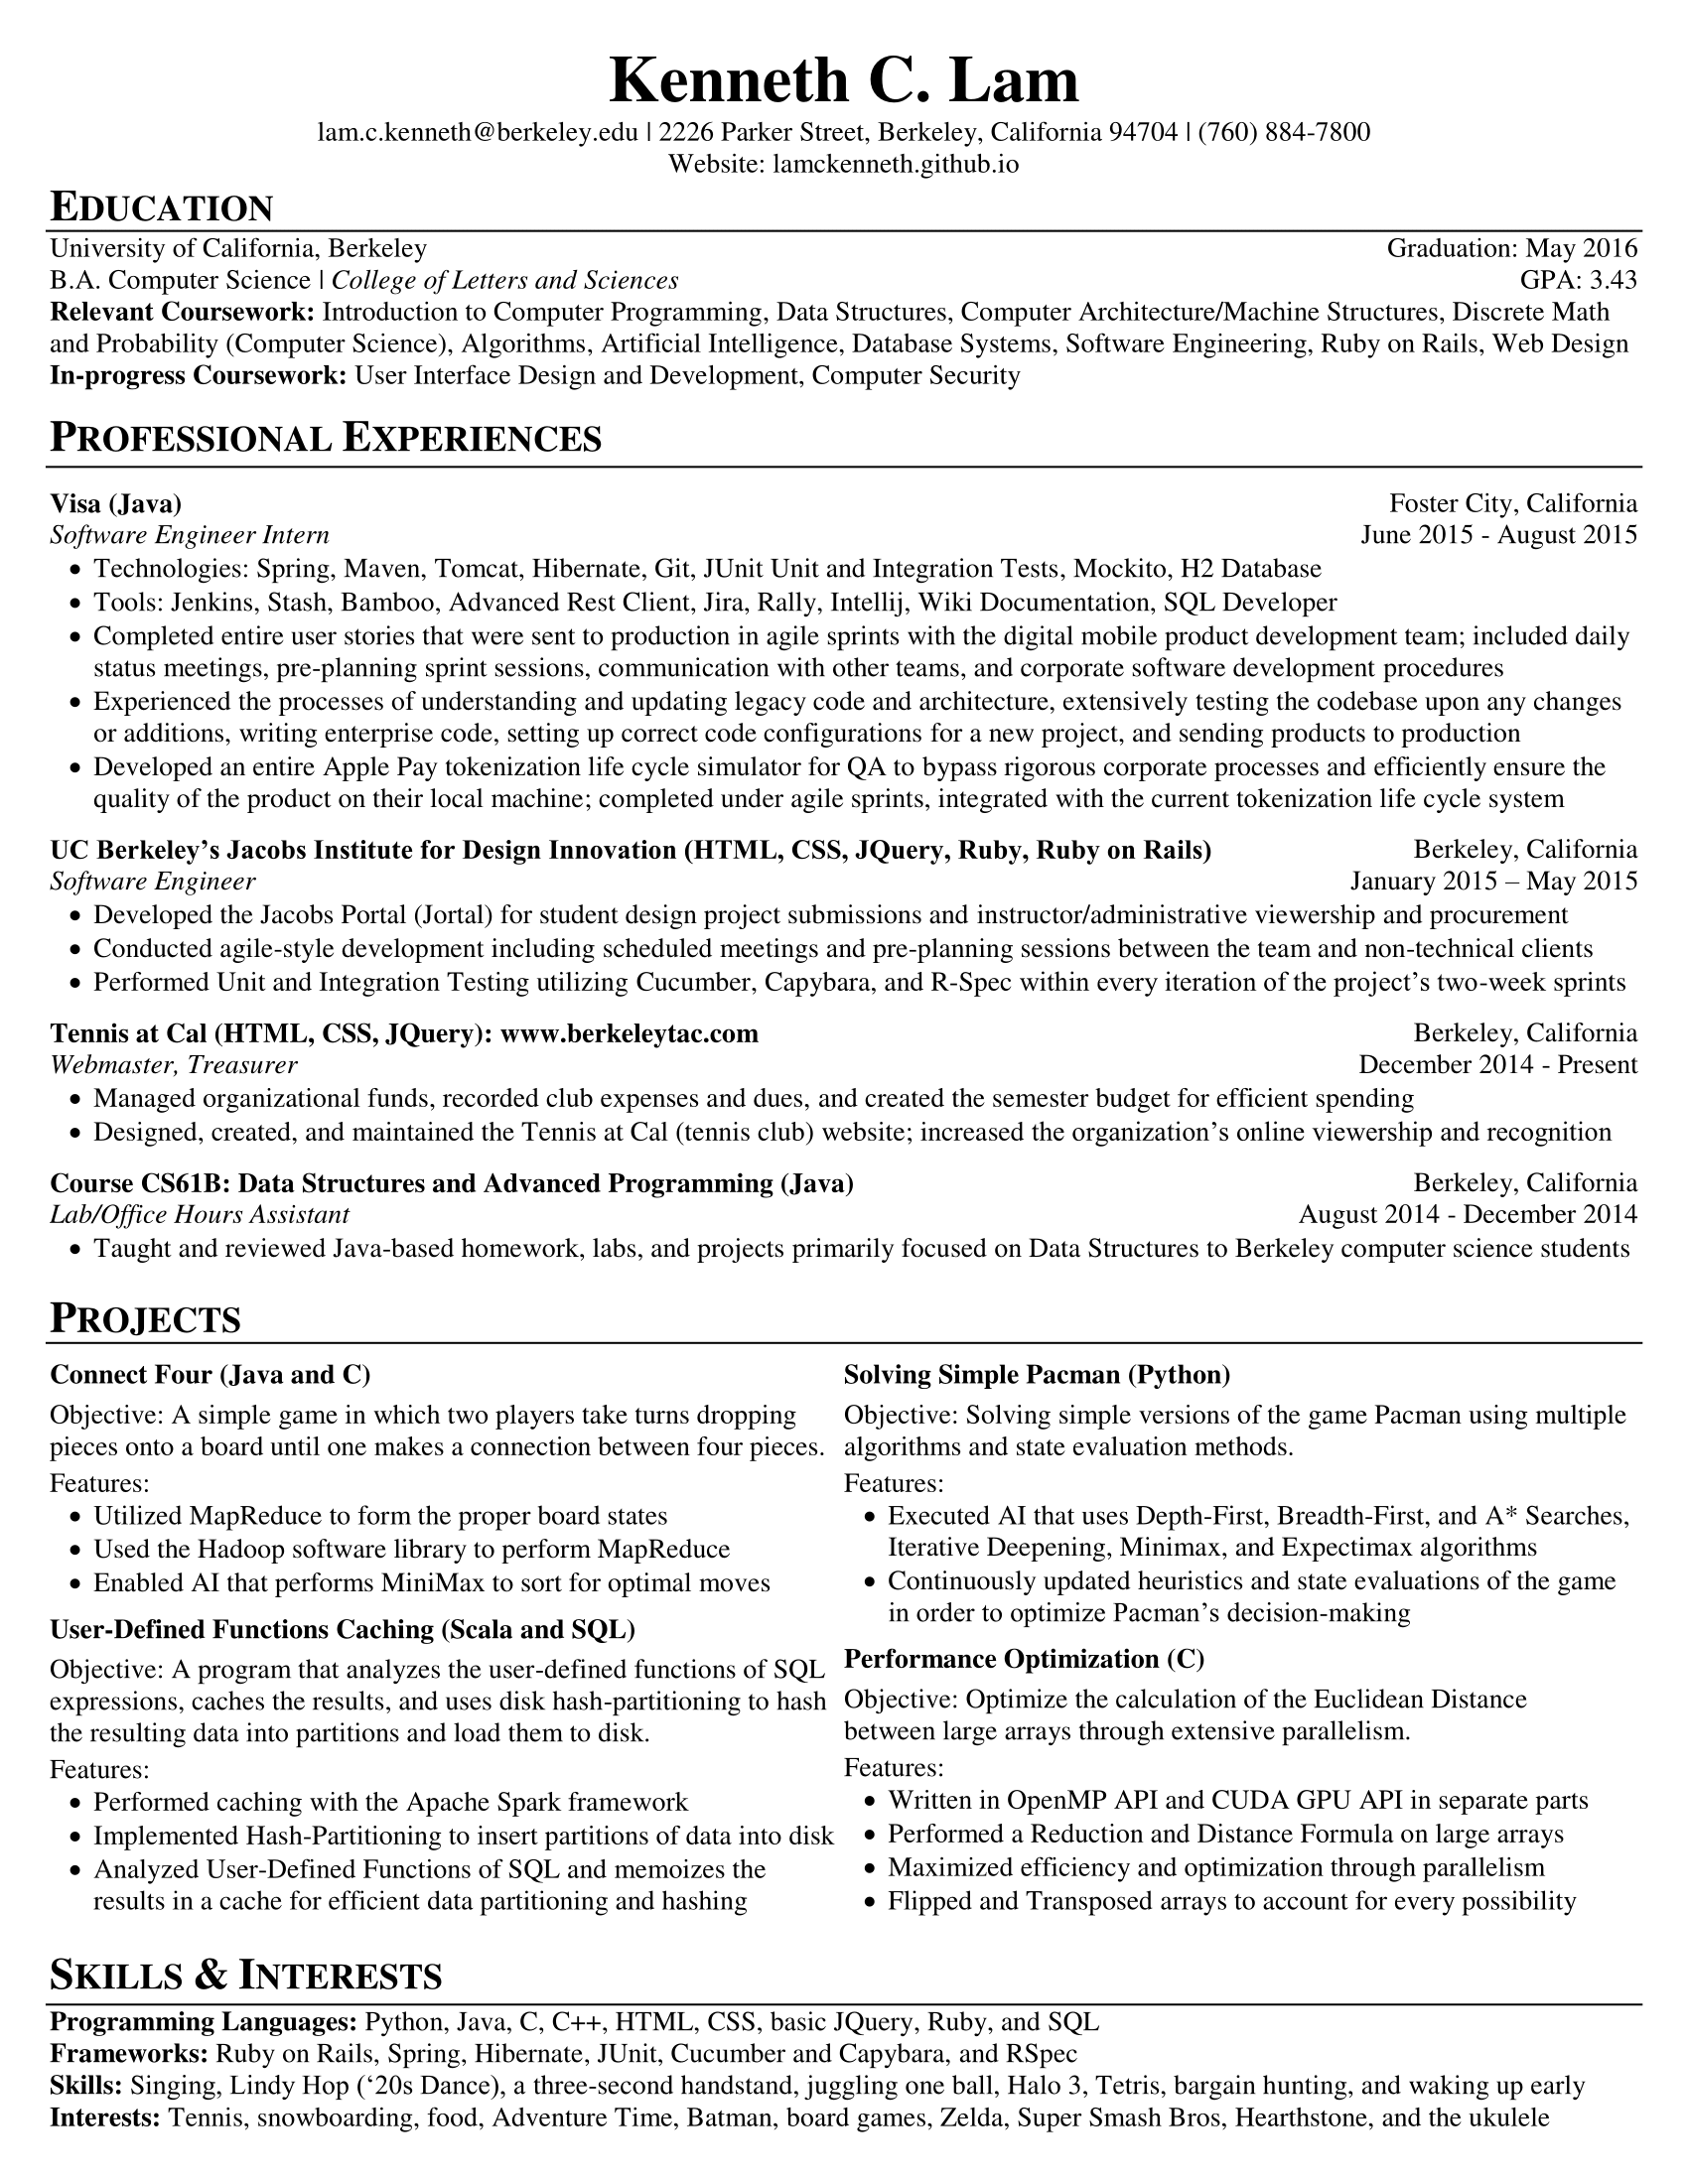 Kenneth C. Lam
lam.c.kenneth@berkeley.edu | 2226 Parker Street, Berkeley, California 94704 | (760) 884-7800
Website: lamckenneth.github.io
EDUCATION
University of California, Berkeley Graduation: May 2016
B.A. Computer Science | College of Letters and Sciences GPA: 3.43
Relevant Coursework: Introduction to Computer Programming, Data Structures, Computer Architecture/Machine Structures, Discrete Math
and Probability (Computer Science), Algorithms, Artificial Intelligence, Database Systems, Software Engineering, Ruby on Rails, Web Design
In-progress Coursework: User Interface Design and Development, Computer Security
PROFESSIONAL EXPERIENCES
Visa (Java) Foster City, California
Software Engineer Intern June 2015 - August 2015
• Technologies: Spring, Maven, Tomcat, Hibernate, Git, JUnit Unit and Integration Tests, Mockito, H2 Database
• Tools: Jenkins, Stash, Bamboo, Advanced Rest Client, Jira, Rally, Intellij, Wiki Documentation, SQL Developer
• Completed entire user stories that were sent to production in agile sprints with the digital mobile product development team; included daily
status meetings, pre-planning sprint sessions, communication with other teams, and corporate software development procedures
• Experienced the processes of understanding and updating legacy code and architecture, extensively testing the codebase upon any changes
or additions, writing enterprise code, setting up correct code configurations for a new project, and sending products to production
• Developed an entire Apple Pay tokenization life cycle simulator for QA to bypass rigorous corporate processes and efficiently ensure the
quality of the product on their local machine; completed under agile sprints, integrated with the current tokenization life cycle system
UC Berkeley’s Jacobs Institute for Design Innovation (HTML, CSS, JQuery, Ruby, Ruby on Rails) Berkeley, California
Software Engineer January 2015 – May 2015
• Developed the Jacobs Portal (Jortal) for student design project submissions and instructor/administrative viewership and procurement
• Conducted agile-style development including scheduled meetings and pre-planning sessions between the team and non-technical clients
• Performed Unit and Integration Testing utilizing Cucumber, Capybara, and R-Spec within every iteration of the project’s two-week sprints
Tennis at Cal (HTML, CSS, JQuery): www.berkeleytac.com Berkeley, California
Webmaster, Treasurer December 2014 - Present
• Managed organizational funds, recorded club expenses and dues, and created the semester budget for efficient spending
• Designed, created, and maintained the Tennis at Cal (tennis club) website; increased the organization’s online viewership and recognition
Course CS61B: Data Structures and Advanced Programming (Java) Berkeley, California
Lab/Office Hours Assistant August 2014 - December 2014
• Taught and reviewed Java-based homework, labs, and projects primarily focused on Data Structures to Berkeley computer science students
PROJECTS
Connect Four (Java and C)
Objective: A simple game in which two players take turns dropping
pieces onto a board until one makes a connection between four pieces.
Features:
• Utilized MapReduce to form the proper board states
• Used the Hadoop software library to perform MapReduce
• Enabled AI that performs MiniMax to sort for optimal moves
User-Defined Functions Caching (Scala and SQL)
Objective: A program that analyzes the user-defined functions of SQL
expressions, caches the results, and uses disk hash-partitioning to hash
the resulting data into partitions and load them to disk.
Features:
• Performed caching with the Apache Spark framework
• Implemented Hash-Partitioning to insert partitions of data into disk
• Analyzed User-Defined Functions of SQL and memoizes the
results in a cache for efficient data partitioning and hashing
Solving Simple Pacman (Python)
Objective: Solving simple versions of the game Pacman using multiple
algorithms and state evaluation methods.
Features:
• Executed AI that uses Depth-First, Breadth-First, and A* Searches,
Iterative Deepening, Minimax, and Expectimax algorithms
• Continuously updated heuristics and state evaluations of the game
in order to optimize Pacman’s decision-making
Performance Optimization (C)
Objective: Optimize the calculation of the Euclidean Distance
between large arrays through extensive parallelism.
Features:
• Written in OpenMP API and CUDA GPU API in separate parts
• Performed a Reduction and Distance Formula on large arrays
• Maximized efficiency and optimization through parallelism
• Flipped and Transposed arrays to account for every possibility
SKILLS & INTERESTS
Programming Languages: Python, Java, C, C++, HTML, CSS, basic JQuery, Ruby, and SQL
Frameworks: Ruby on Rails, Spring, Hibernate, JUnit, Cucumber and Capybara, and RSpec
Skills: Singing, Lindy Hop (‘20s Dance), a three-second handstand, juggling one ball, Halo 3, Tetris, bargain hunting, and waking up early
Interests: Tennis, snowboarding, food, Adventure Time, Batman, board games, Zelda, Super Smash Bros, Hearthstone, and the ukulele